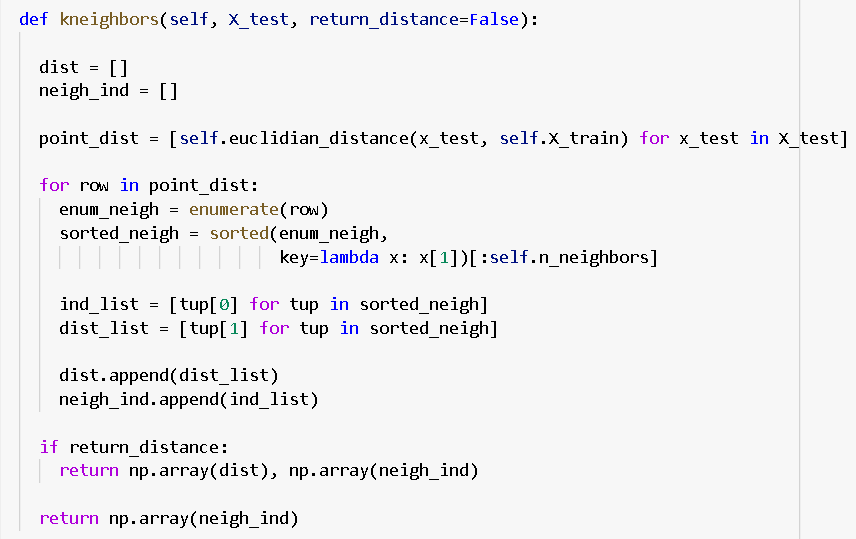 def kneighbors(self, X_test, return_distance=False):
dist = []
neigh_ind = []
point_dist = [self.euclidian_distance(x_test, self.X_train) for x_test in X_test]
for row in point_dist:
enum_neigh = enumerate(row)
sorted_neigh = sorted(enum_neigh,
key=lambda x: x[1])[:self.n_neighbors]
ind_list = [tup[0] for tup in sorted_neigh]
dist_list = [tup[1] for tup in sorted_neigh]
dist.append(dist_list)
neigh_ind.append(ind_list)
if return_distance:
return np.array(dist), np.array(neigh_ind)
return np.array(neigh_ind)